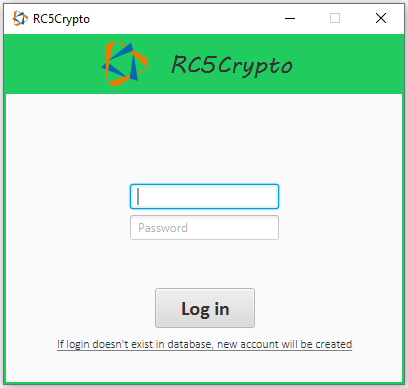 RC5Crypto
RC5Crypto
Password
Log in
If login doesn't exist in database, new account will be created